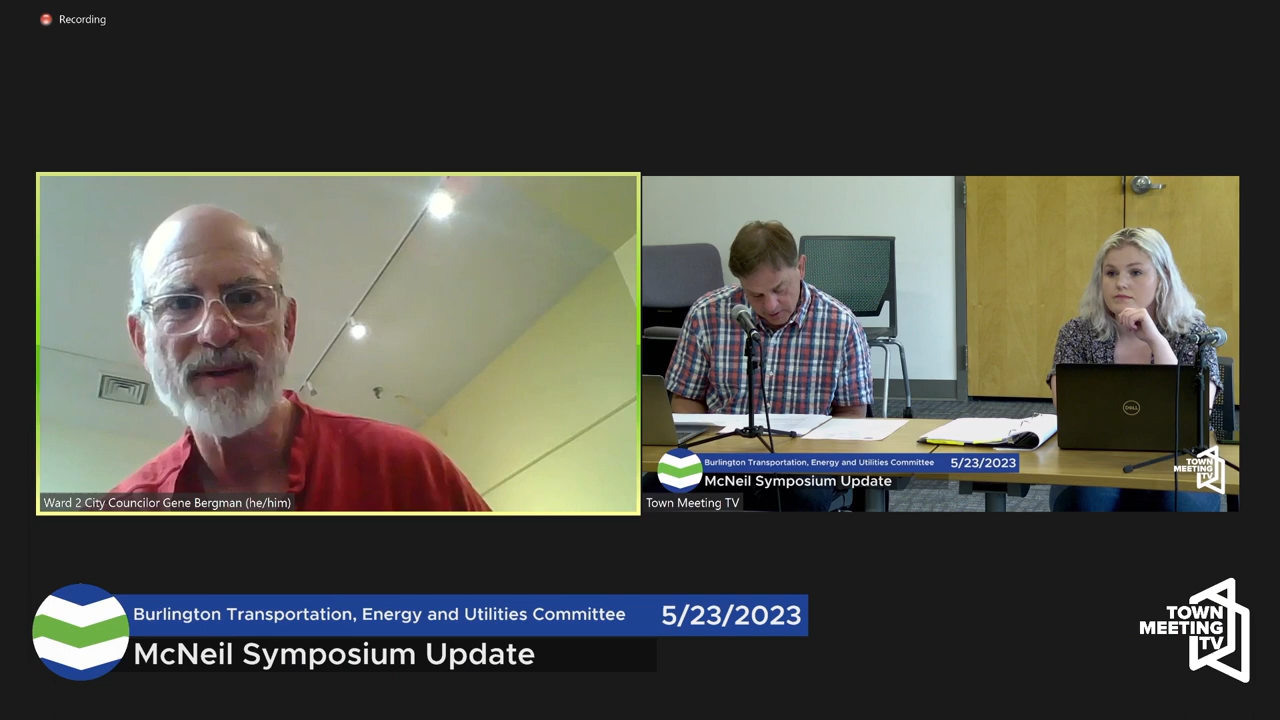 Recording
Ward 2 City Councilor Gene Bergman (he/him)
DELL
Burlington Transportation, Energy and Utilities Committee 5/23/2023
McNeil Symposium Update
TOWN
MEETING
TV
Town Meeting TV
Burlington Transportation, Energy and Utilities Committee 5/23/2023
McNeil Symposium Update
TOWN
MEETING
TV